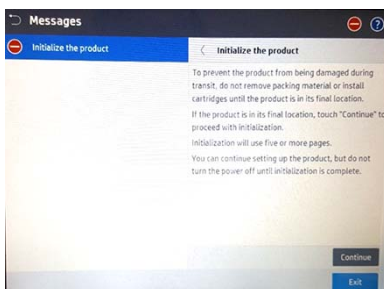 Messages
Initialize the product
Initialize the product
To prevent the product from being damaged during
transit, do not remove packing material or install
cartridges until the product is in its final location.
If the product is in its final location, touch "Continue" to
proceed with initialization.
Initialization will use five or more pages.
You can continue setting up the product, but do not
turn the power off until initialization is complete.
Continue
Exit